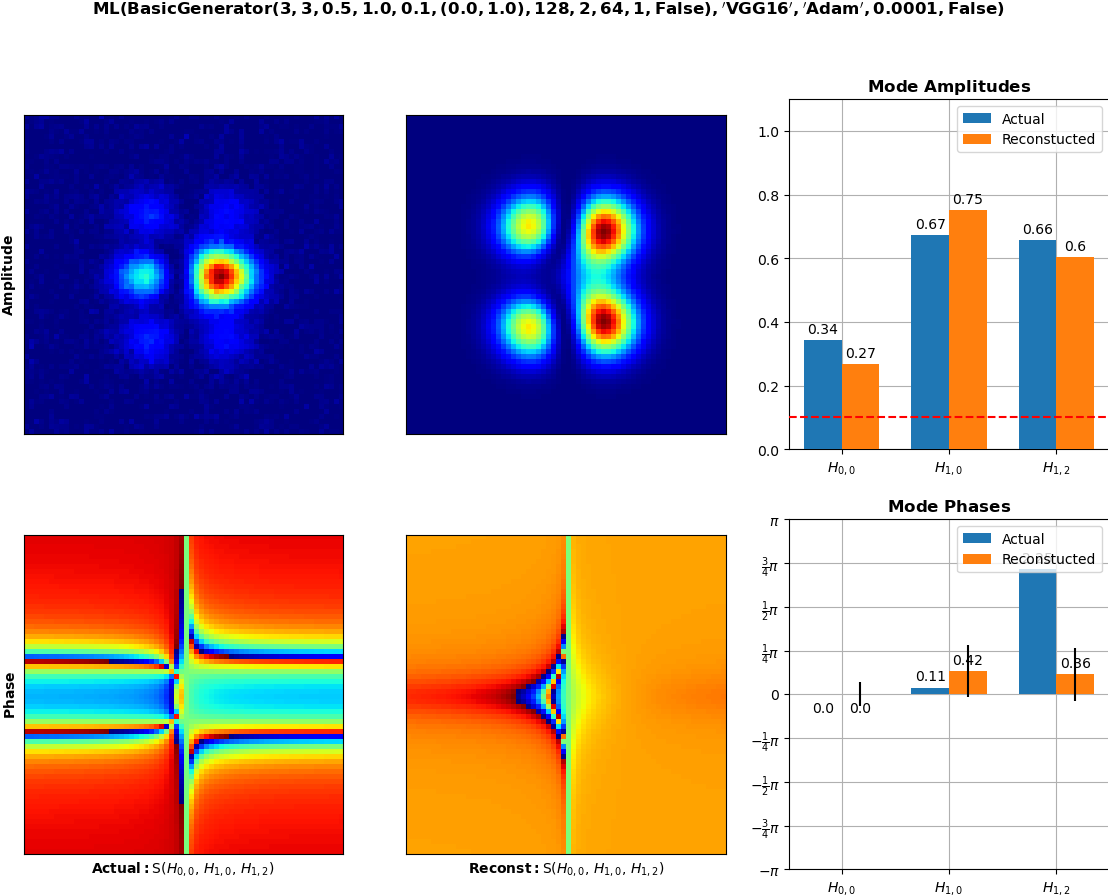 ML(BasicGenerator(3, 3, 0.5, 1.0, 0.1, (0.0, 1.0), 128, 2, 64, 1, False), ′VGG16′, ′Adam′, 0.0001, False)
Amplitude
Mode Amplitudes
Actual
Reconstucted
1.0
0.8
0.6
0.4
0.2
0.0
0.34
0.27
0.67
0.75
0.66
0.6
H0,0
H1,0
H1,2
Phase
Actual: S(H0,0, H1,0, H1,2)
Reconst: S(H0,0, H1,0, H1,2)
Mode Phases
Actual
Reconstucted
π
3/4π
1/2π
1/4π
0
−1/4π
−1/2π
−3/4π
−π
0.0
0.0
0.11
0.42
0.36
H0,0
H1,0
H1,2